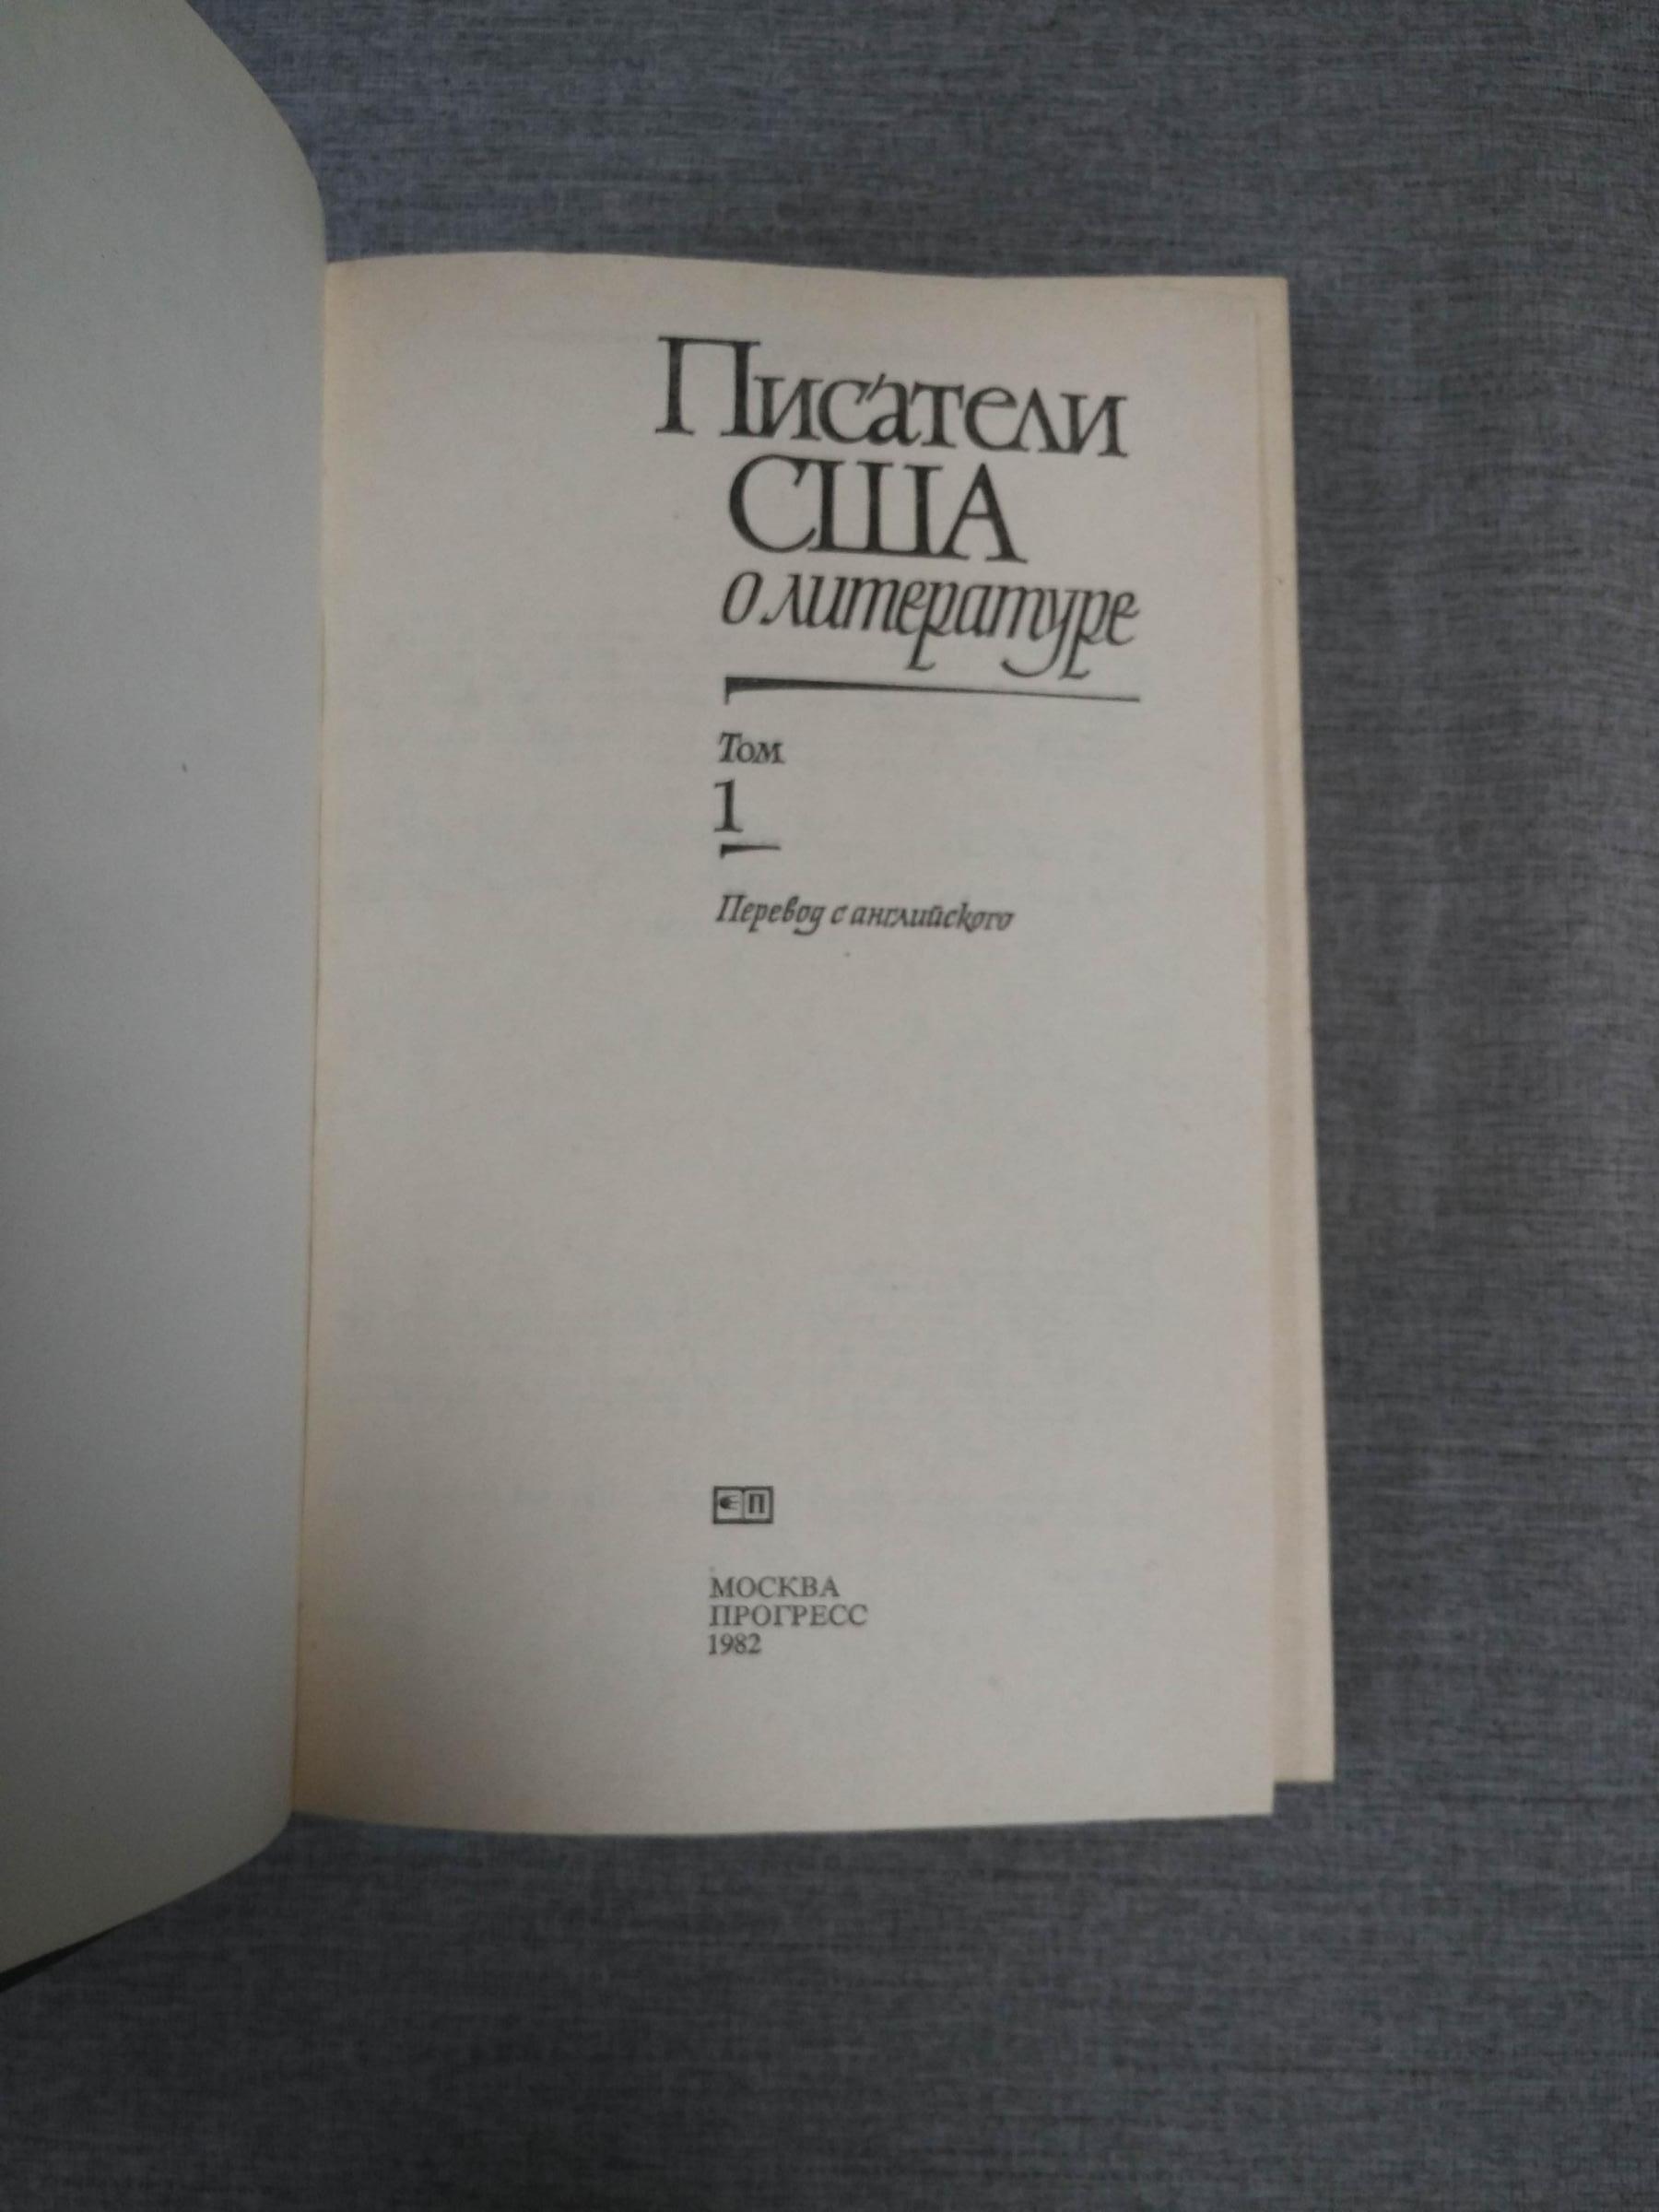 Писатели
США
о литературе
Том
1
Перевод с английского
П
МОСКВА
ПРОГРЕСС
1982